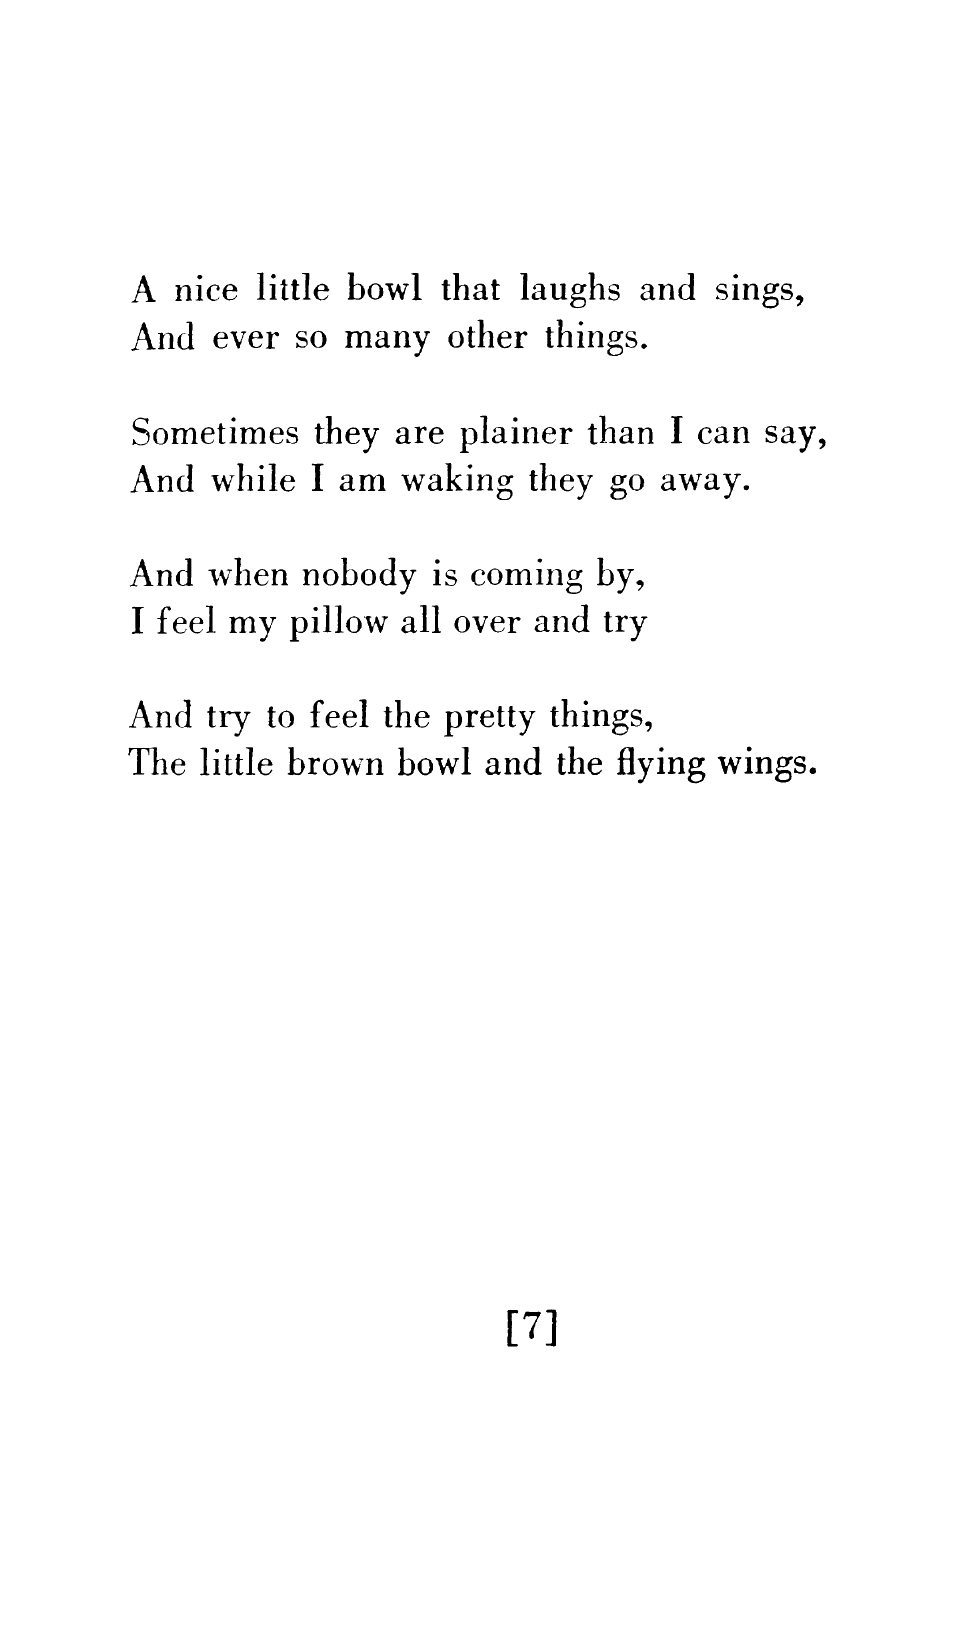 A nice little bowl that laughs and sings,
And ever so many other things.
Sometimes they are plainer than I can say,
And while I am waking they go away.
And when nobody is coming by,
I feel my pillow all over and try
And try to feel the pretty things,
The little brown bowl and the flying wings.
[7]